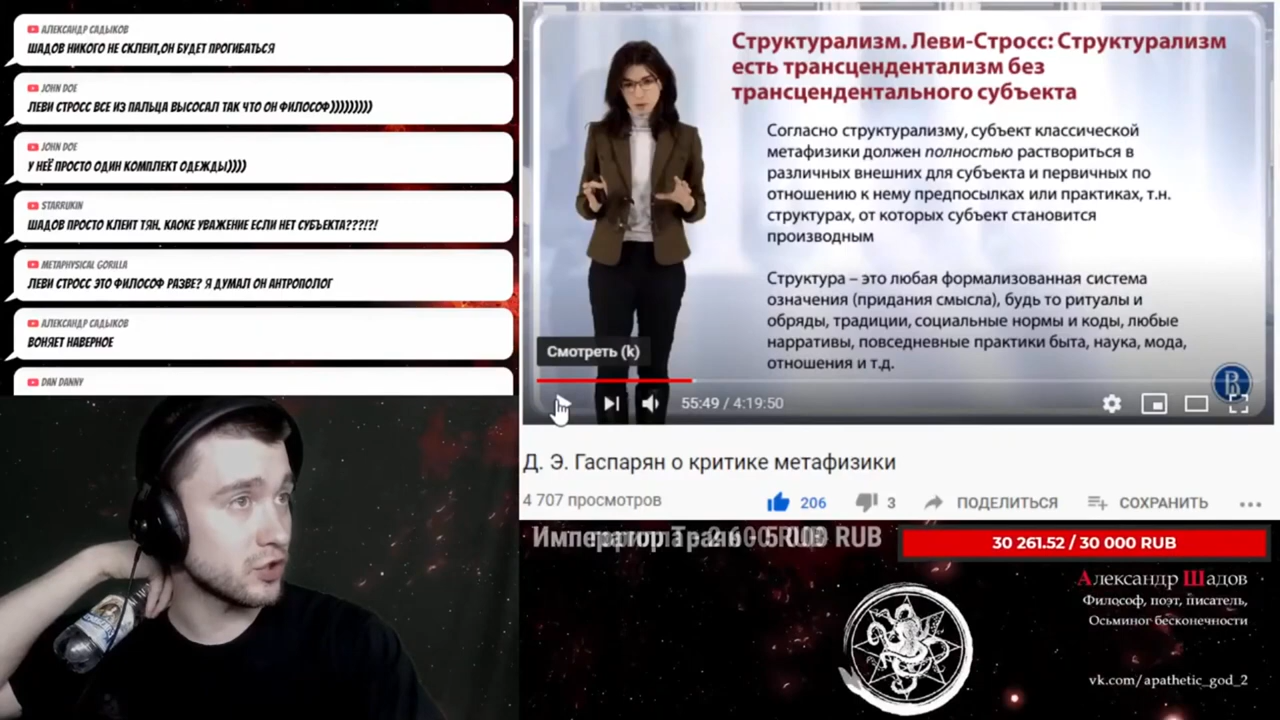 АЛЕКСАНДР САДЫКОВ
ШАДОВ НИКОГО НЕ СКЛЕИТ,ОН БУДЕТ ПРОГИБАТЬСЯ
JOHN DOE
ЛЕВИ СТРОСС ВСЕ ИЗ ПАЛЬЦА ВЫСОСАЛ ТАК ЧТО ОН ФИЛОСОФ)))))))))
JOHN DOE
У НЕЁ ПРОСТО ОДИН КОМПЛЕКТ ОДЕЖДЫ))))
STARRUKIN
ШАДОВ ПРОСТО КЛЕИТ ТЯН. КАОКЕ УВАЖЕНИЕ ЕСЛИ НЕТ СУБЪЕКТА???!?!
METAPHYSICAL GORILLA
ЛЕВИ СТРОСС ЭТО ФИЛОСОФ РАЗВЕ? Я ДУМАЛ ОН АНТРОПОЛОГ
АЛЕКСАНДР САДЫКОВ
ВОНЯЕТ НАВЕРНОЕ
DAN DANNY
Структурализм. Леви-Стросс: Структурализм
есть трансцендентализм без
трансцендентального субъекта
Согласно структурализму, субъект классической
метафизики должен полностью раствориться в
различных внешних для субъекта и первичных по
отношению к нему предпосылках или практиках, т.н.
структурах, от которых субъект становится
производным
Структура – это любая формализованная система
означения (придания смысла), будь то ритуалы и
обряды, традиции, социальные нормы и коды, любые
нарративы, повседневные практики быта, наука, мода,
отношения и т.д.
Смотреть (k)
55:49 / 4:19:50
Д. Э. Гаспарян о критике метафизики
4 707 просмотров
206
3
ПОДЕЛИТЬСЯ
СОХРАНИТЬ
RUB
30 261.52 / 30 000 RUB
Александр Шадов
Философ, поэт, писатель,
Осьминог бесконечности
vk.com/apathetic_god_2